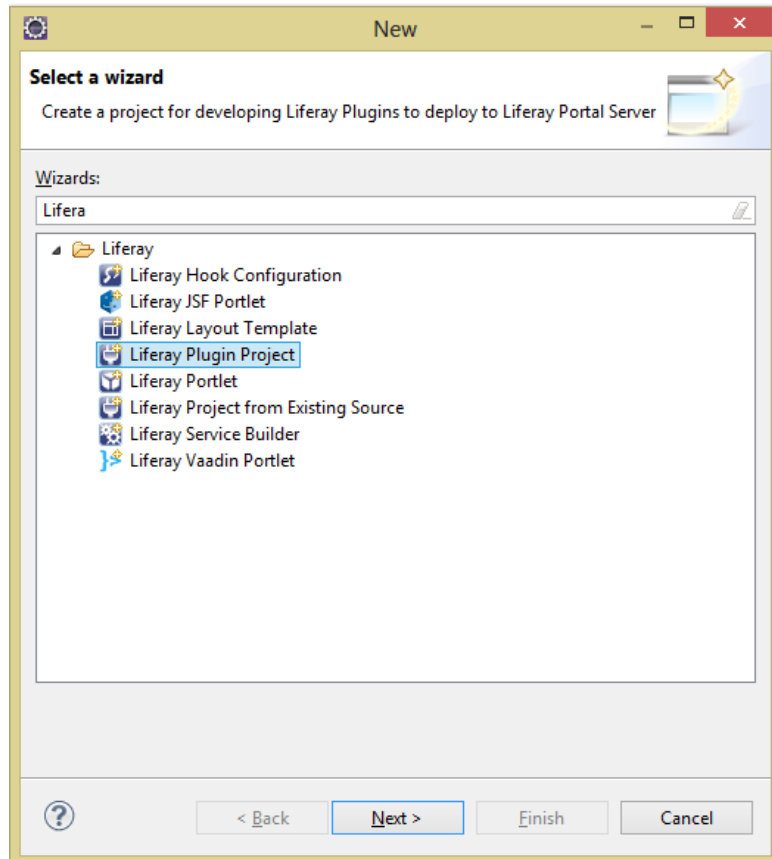 New
Select a wizard
Create a project for developing Liferay Plugins to deploy to Liferay Portal Server
Wizards:
Lifera
Liferay
Liferay Hook Configuration
Liferay JSF Portlet
Liferay Layout Template
Liferay Plugin Project
Liferay Portlet
Liferay Project from Existing Source
Liferay Service Builder
Liferay Vaadin Portlet
? < Back Next > Finish Cancel